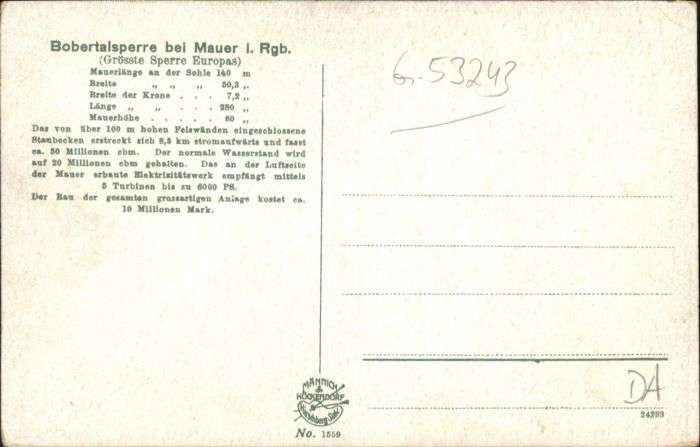 Bobertalsperre bei Mauer i. Rgb.
(Grösste Sperre Europas)
Mauerlänge an der Sohle 140 m
Breite „ „ „ 50,3 „
Breite der Krone . . . 7,2 „
Länge „ „ . . . 280 „
Mauerhöhe . . . . . 60 „
Das von über 100 m hohen Felswänden eingeschlossene
Staubecken erstreckt sich 8,5 km stromaufwärts und fasst
ca. 50 Millionen cbm. Der normale Wasserstand wird
auf 20 Millionen cbm gehalten. Das an der Luftseite
der Mauer erbaute Elektrizitätswerk empfängt mittels
5 Turbinen bis zu 6000 PS.
Der Bau der gesamten grossartigen Anlage kostet ca.
10 Millionen Mark.
53243
MÄNNICH
&
HÖCKENDORF
No. 1559
DA
24293